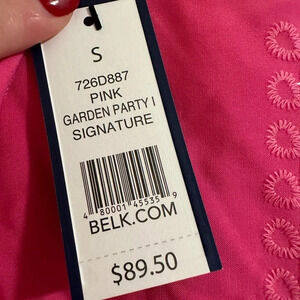 S
726D887
PINK
GARDEN PARTY I
SIGNATURE
4 80001 45535 9
BELK.COM
$89.50